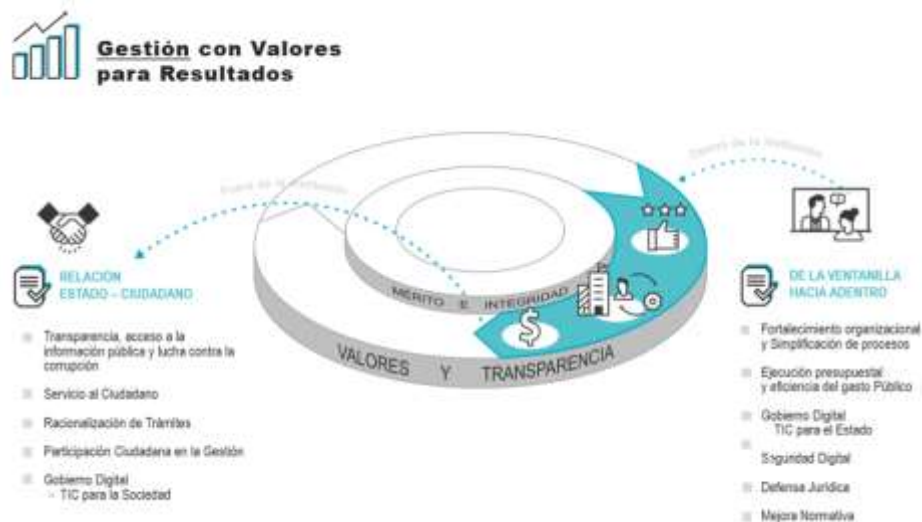 Gestión con Valores
para Resultados
RELACIÓN
ESTADO - CIUDADANO
Transparencia, acceso a la
información pública y lucha contra la
corrupción
Servicio al Ciudadano
Racionalización de Trámites
Participación Ciudadana en la Gestión
Gobierno Digital
- TIC para la Sociedad
MÉRITO E INTEGRIDAD
VALORES Y TRANSPARENCIA
DE LA VENTANILLA
HACIA ADENTRO
Fortalecimiento organizacional
y Simplificación de procesos
Ejecución presupuestal
y eficiencia del gasto Público
Gobierno Digital
TIC para el Estado
Seguridad Digital
Defensa Jurídica
Mejora Normativa